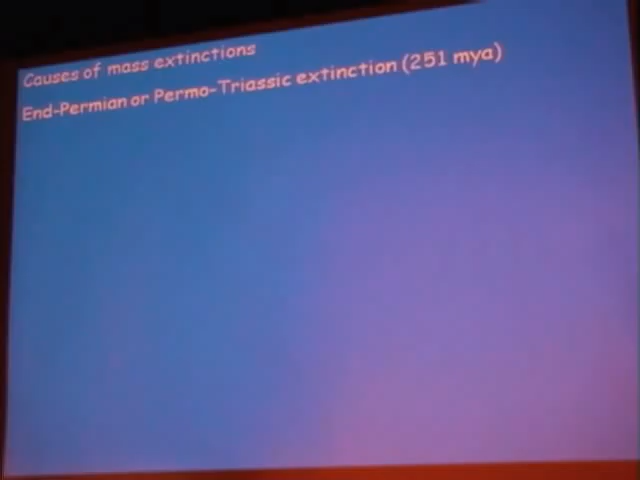 Causes of mass extinctions
End-Permian or Permo-Triassic extinction (251 mya)